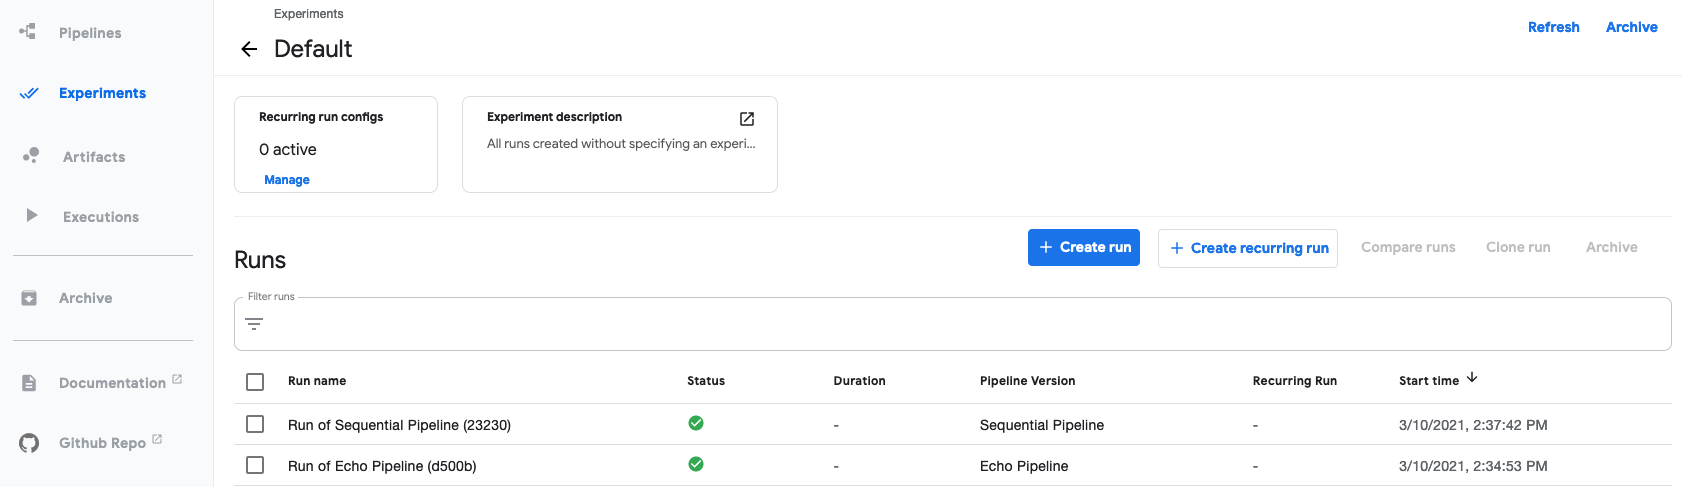 Pipelines
Experiments
Artifacts
Executions
Archive
Documentation
Github Repo
Experiments
Default
Refresh Archive
Recurring run configs
0 active
Manage
Experiment description
All runs created without specifying an experi...
Runs
Create run Create recurring run Compare runs Clone run Archive
Filter runs
Run name Status Duration Pipeline Version Recurring Run Start time
Run of Sequential Pipeline (23230) - Sequential Pipeline - 3/10/2021, 2:37:42 PM
Run of Echo Pipeline (d500b) - Echo Pipeline - 3/10/2021, 2:34:53 PM